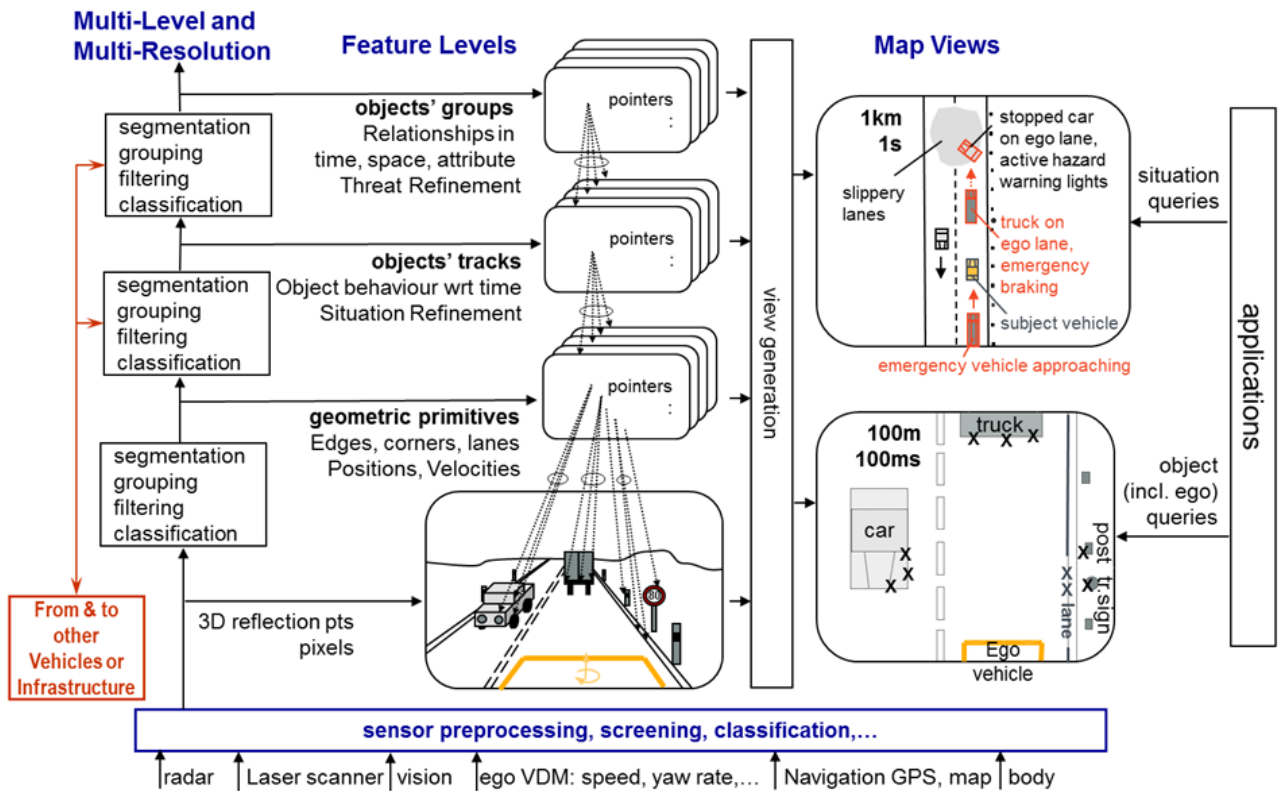 Multi-Level and
Multi-Resolution
Feature Levels
Map Views
segmentation
grouping
filtering
classification
objects' groups
Relationships in
time, space, attribute
Threat Refinement
pointers
:
segmentation
grouping
filtering
classification
objects' tracks
Object behaviour wrt time
Situation Refinement
pointers
:
segmentation
grouping
filtering
classification
geometric primitives
Edges, corners, lanes
Positions, Velocities
pointers
:
3D reflection pts
pixels
80
From & to
other
Vehicles or
Infrastructure
view generation
1km
1s
slippery
lanes
stopped car
on ego lane,
active hazard
warning lights
truck on
ego lane,
emergency
braking
subject vehicle
emergency vehicle approaching
situation
queries
100m
100ms
truck
X X X
car
X
X
X
X X lane
X
X
post tr.sign
Ego
vehicle
object
(incl. ego)
queries
applications
sensor preprocessing, screening, classification,...
radar
Laser scanner
vision
ego VDM: speed, yaw rate,...
Navigation GPS, map
body